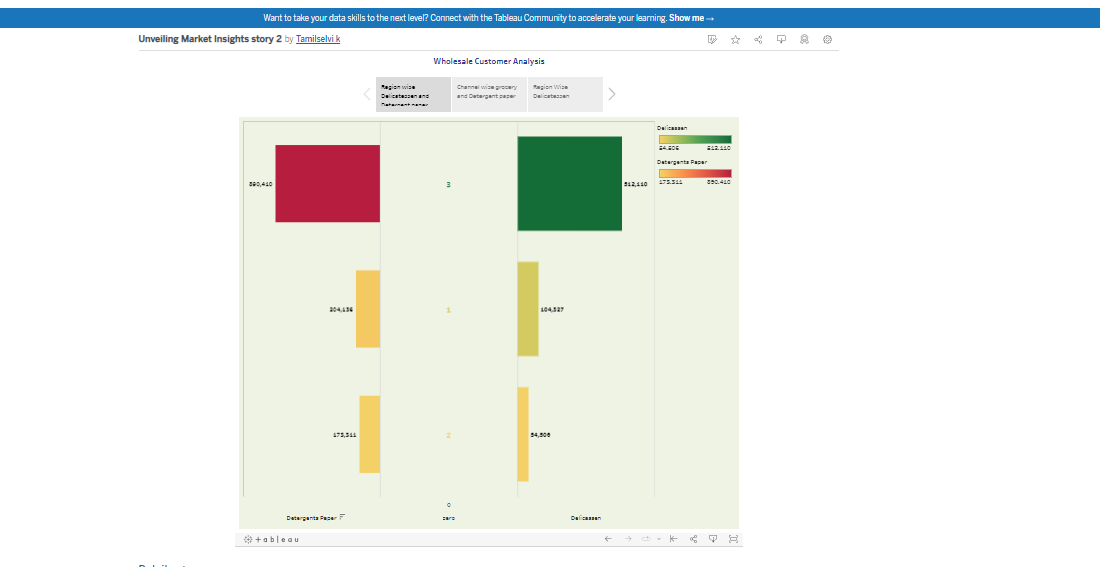 Want to take your data skills to the next level? Connect with the Tableau Community to accelerate your learning. Show me →
Unveiling Market Insights story 2 by Tamilselvi k
Wholesale Customer Analysis
Region wise
Delicatessen and
Detergent paper
Channel wise grocery
and Detergent paper
Region Wise
Delicatessen
Delicassen
54,506 512,110
Detergents Paper
173,311 890,410
890,410 3 512,110
204,136 1 104,327
173,311 2 54,506
0
Detergents Paper zero Delicassen
+ a b | e a u